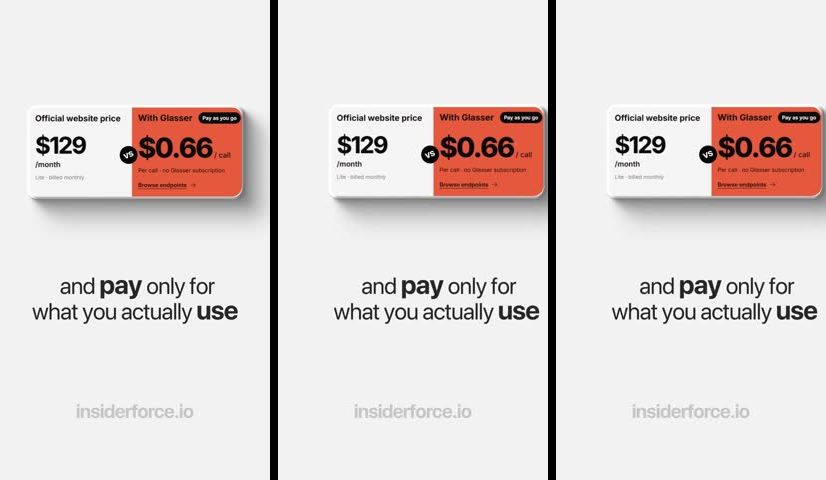 Official website price
With Glasser
Pay as you go
$129
/month
VS
$0.66 / call
Lite · billed monthly
Per call · no Glasser subscription
Browse endpoints →
and pay only for
what you actually use
insiderforce.io
Official website price
With Glasser
Pay as you go
$129
/month
VS
$0.66 / call
Lite · billed monthly
Per call · no Glasser subscription
Browse endpoints →
and pay only for
what you actually use
insiderforce.io
Official website price
With Glasser
Pay as you go
$129
/month
VS
$0.66 / call
Lite · billed monthly
Per call · no Glasser subscription
Browse endpoints →
and pay only for
what you actually use
insiderforce.io